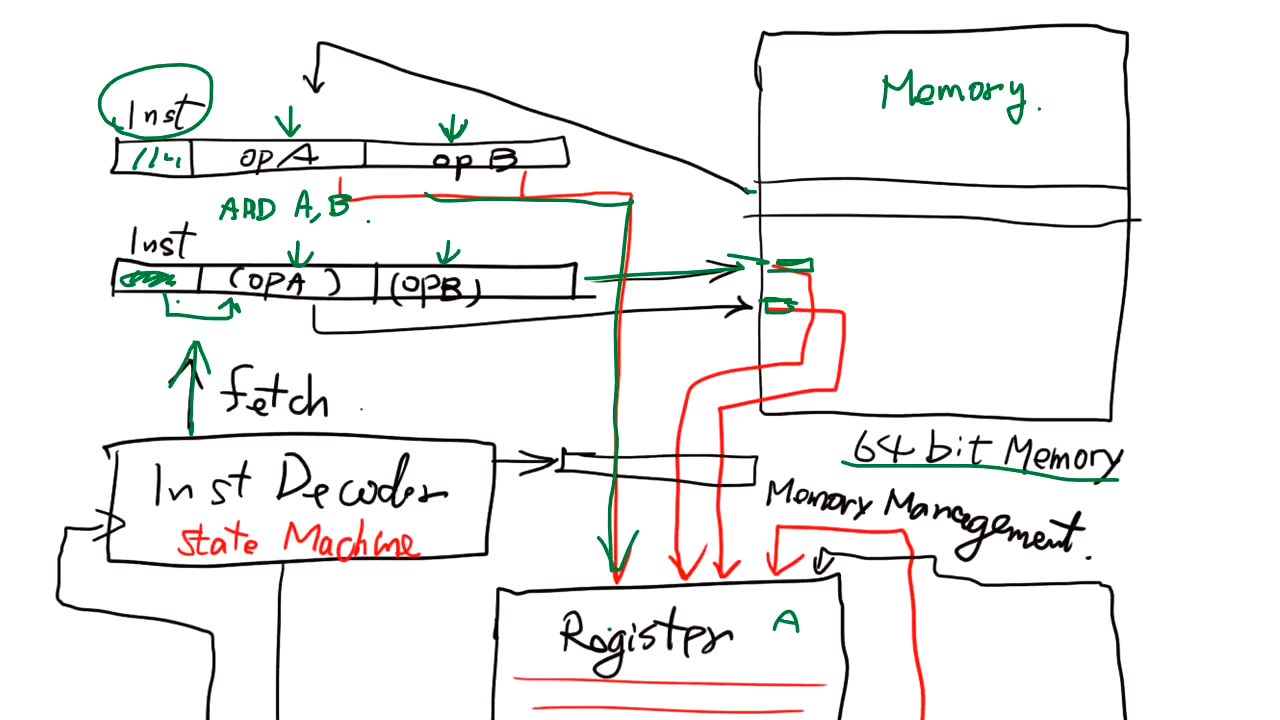 Inst
Memory.
op A
op B
ADD A, B.
Inst
(OPA)
(OPB)
fetch
64 bit Memory
Inst Decoder
state Machine
Memory Management.
Register
A